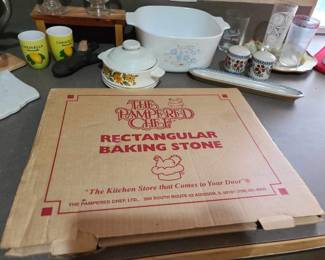 THE
PAMPERED
CHEF
RECTANGULAR
BAKING STONE
"The Kitchen Store that Comes to Your Door"®
THE PAMPERED CHEF, LTD.